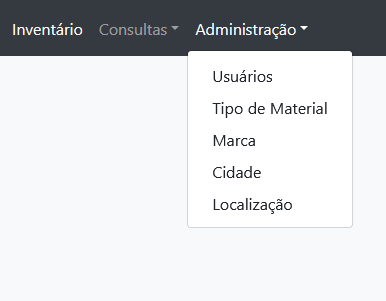 Inventário Consultas Administração
Usuários
Tipo de Material
Marca
Cidade
Localização